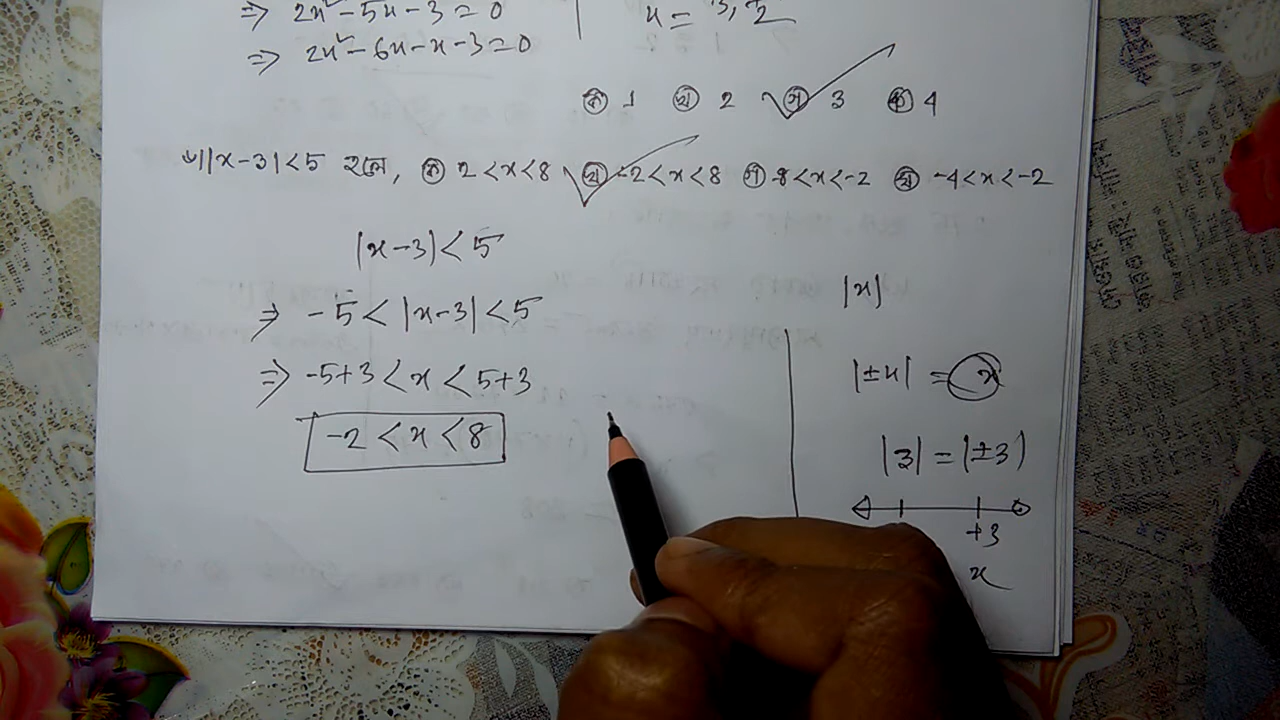 ⇒ 2x² - 5x - 3 = 0
⇒ 2x² - 6x - x - 3 = 0
x = 3,
ক 1 খ 2 গ 3 4
|x-3| < 5 হলে, ক 2 < x < 8 খ -2 < x < 8 গ -8 < x < -2 ঘ -4 < x < -2
|x-3| < 5
⇒ -5 < |x-3| < 5
⇒ -5+3 < x < 5+3
-2 < x < 8
|x|
|±x| = x
|3| = |±3|
+3
x